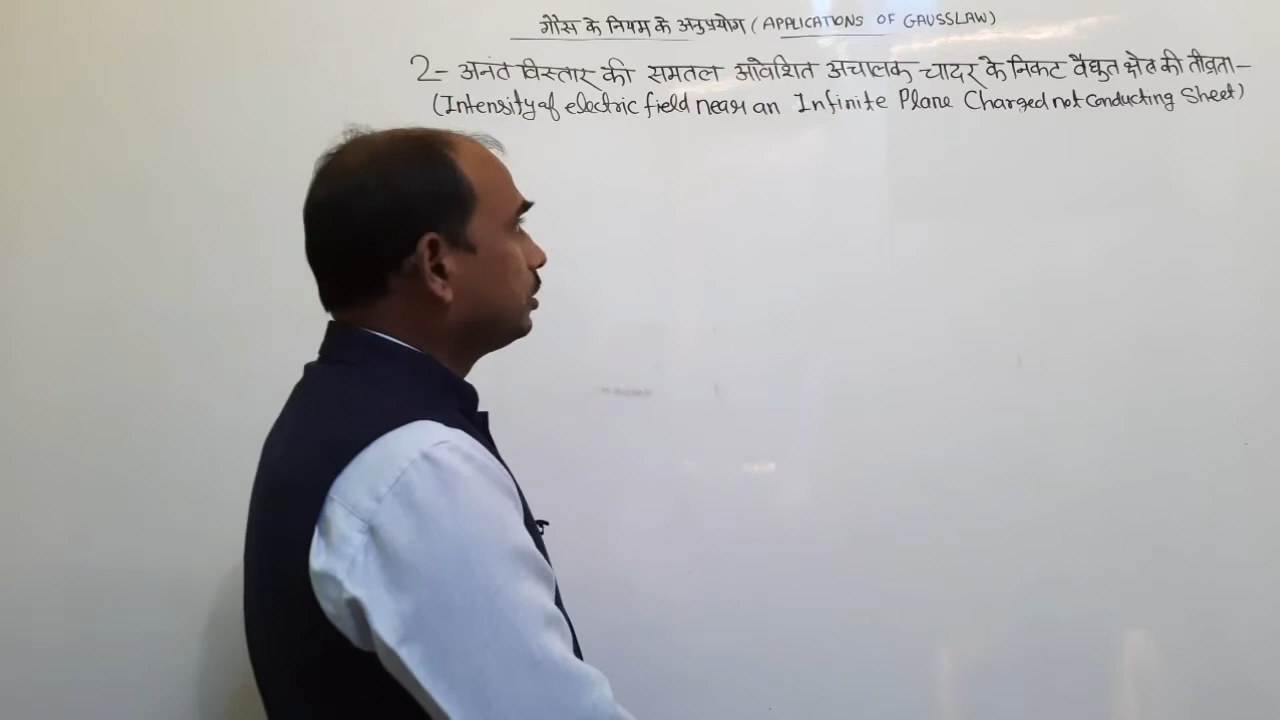 गौस के नियम के अनुप्रयोग (APPLICATIONS OF GAUSSLAW)
2- अनंत विस्तार की समतल आवेशित अचालक चादर के निकट वैद्युत क्षेत्र की तीव्रता-
(Intensity of electric field near an Infinite Plane Charged not conducting Sheet)